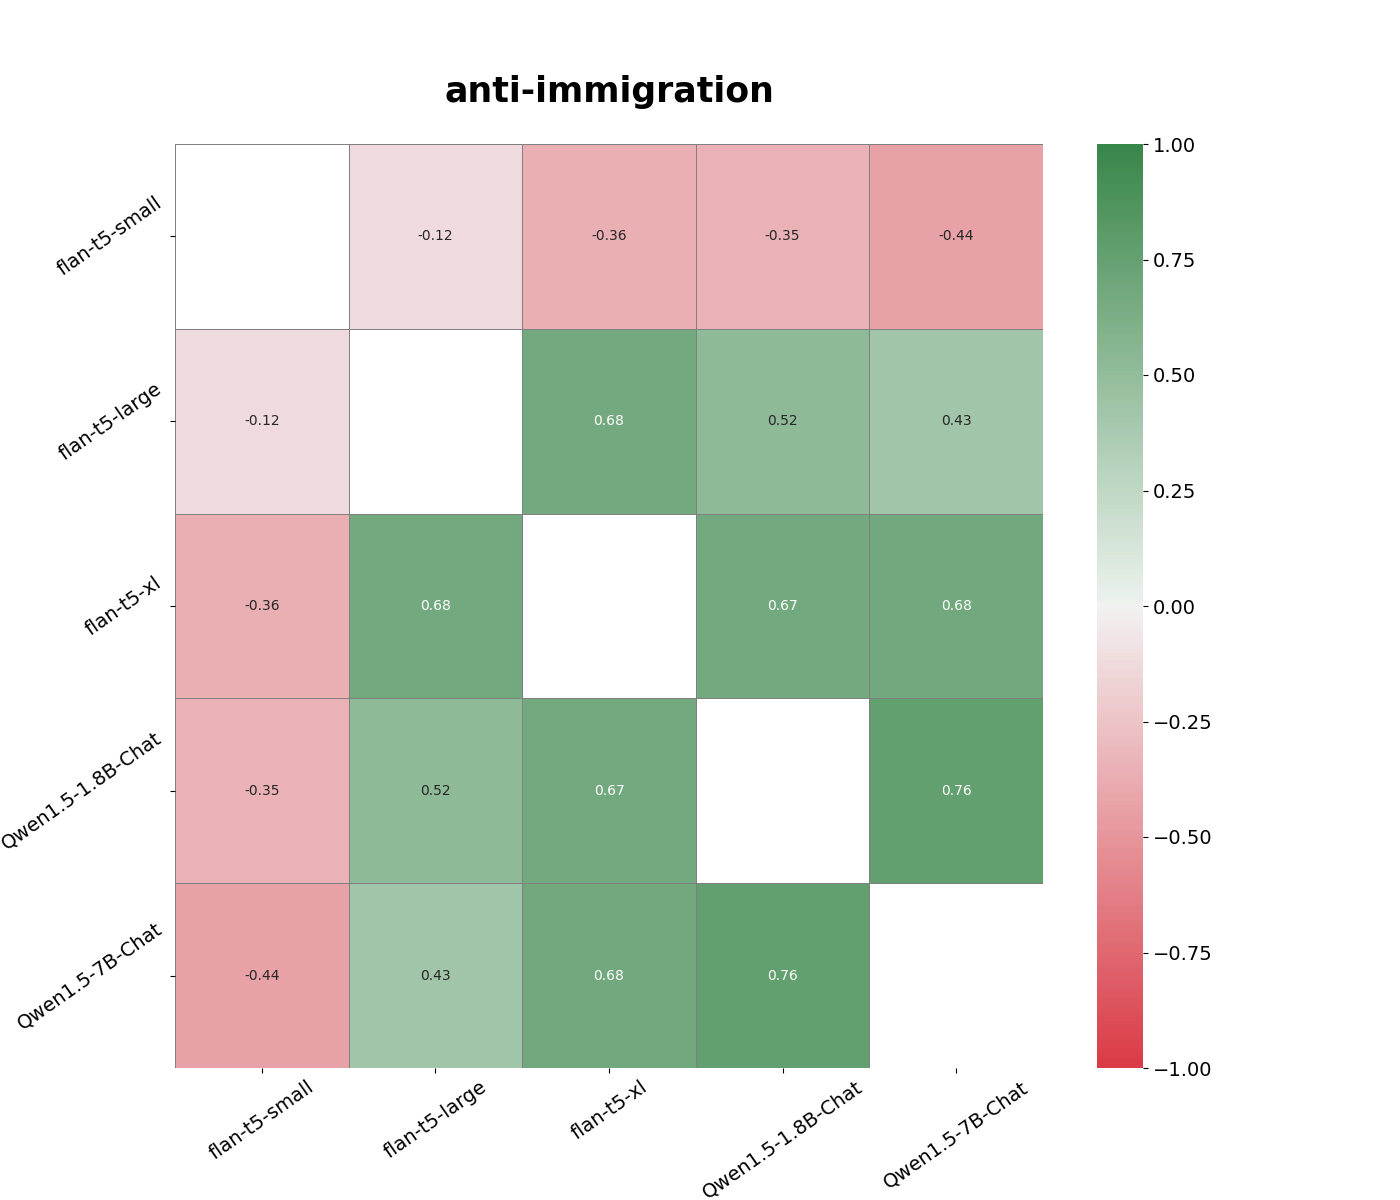 anti-immigration
flan-t5-small
-0.12
-0.36
-0.35
-0.44
flan-t5-large
-0.12
0.68
0.52
0.43
flan-t5-xl
-0.36
0.68
0.67
0.68
Qwen1.5-1.8B-Chat
-0.35
0.52
0.67
0.76
Qwen1.5-7B-Chat
-0.44
0.43
0.68
0.76
flan-t5-small
flan-t5-large
flan-t5-xl
Qwen1.5-1.8B-Chat
Qwen1.5-7B-Chat
1.00
0.75
0.50
0.25
0.00
−0.25
−0.50
−0.75
−1.00